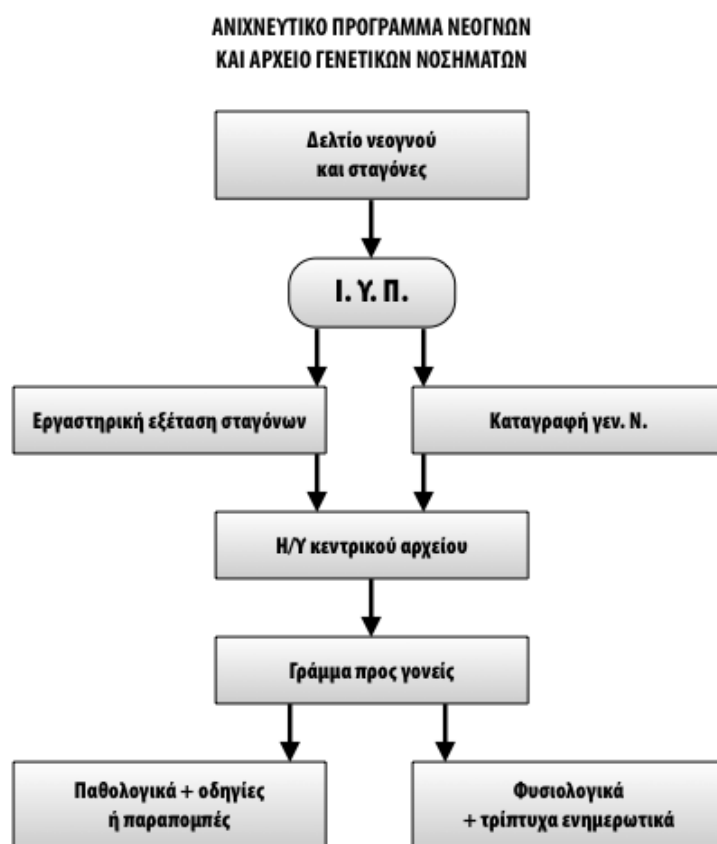 ΑΝΙΧΝΕΥΤΙΚΟ ΠΡΟΓΡΑΜΜΑ ΝΕΟΓΝΩΝ
ΚΑΙ ΑΡΧΕΙΟ ΓΕΝΕΤΙΚΩΝ ΝΟΣΗΜΑΤΩΝ
Δελτίο νεογνού
και σταγόνες
Ι. Υ. Π.
Εργαστηρική εξέταση σταγόνων
Καταγραφή γεν. Ν.
Η/Υ κεντρικού αρχείου
Γράμμα προς γονείς
Παθολογικά + οδηγίες
ή παραπομπές
Φυσιολογικά
+ τρίπτυχα ενημερωτικά